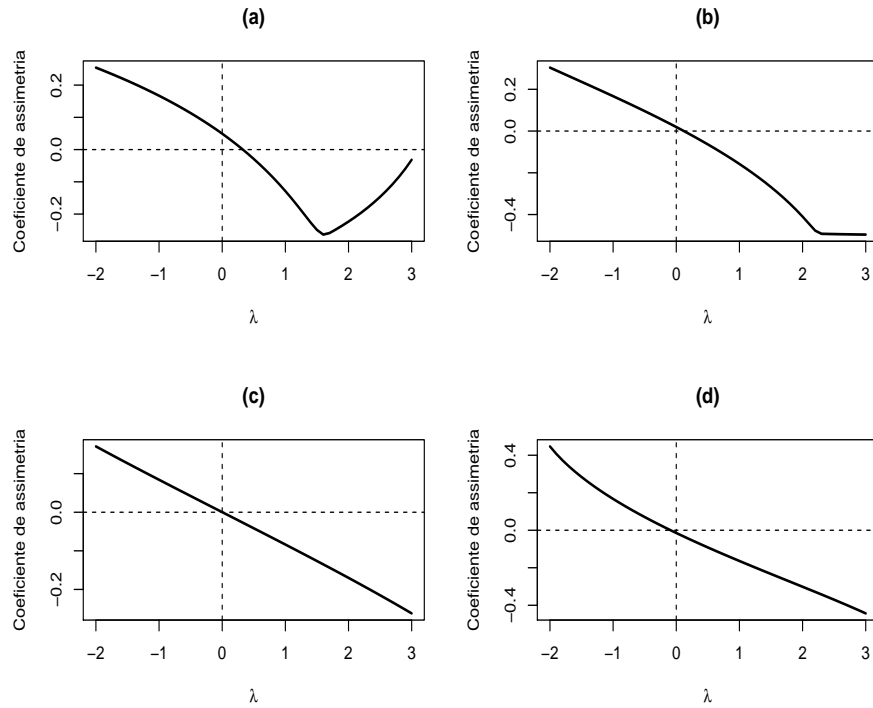 (a)
Coeficiente de assimetria
0.2
0.0
−0.2
−2 −1 0 1 2 3
λ
(b)
Coeficiente de assimetria
0.2
0.0
−0.4
−2 −1 0 1 2 3
λ
(c)
Coeficiente de assimetria
0.0
−0.2
−2 −1 0 1 2 3
λ
(d)
Coeficiente de assimetria
0.4
0.0
−0.4
−2 −1 0 1 2 3
λ